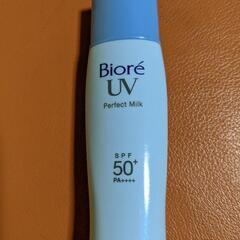 Bioré
UV
Perfect Milk
SPF
50+
PA++++